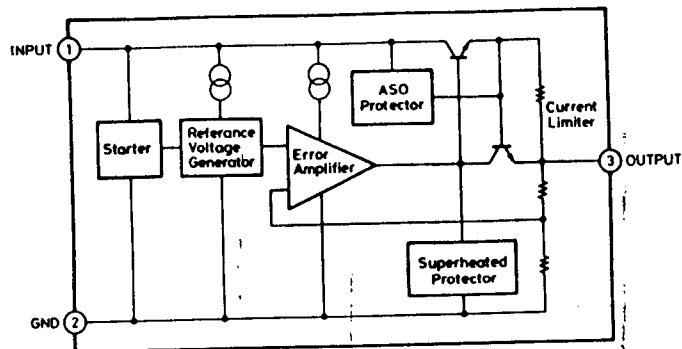 INPUT 1
ASO
Protector
Current
Limiter
Starter
Referance
Voltage
Generator
Error
Amplifier
3 OUTPUT
Superheated
Protector
GND 2